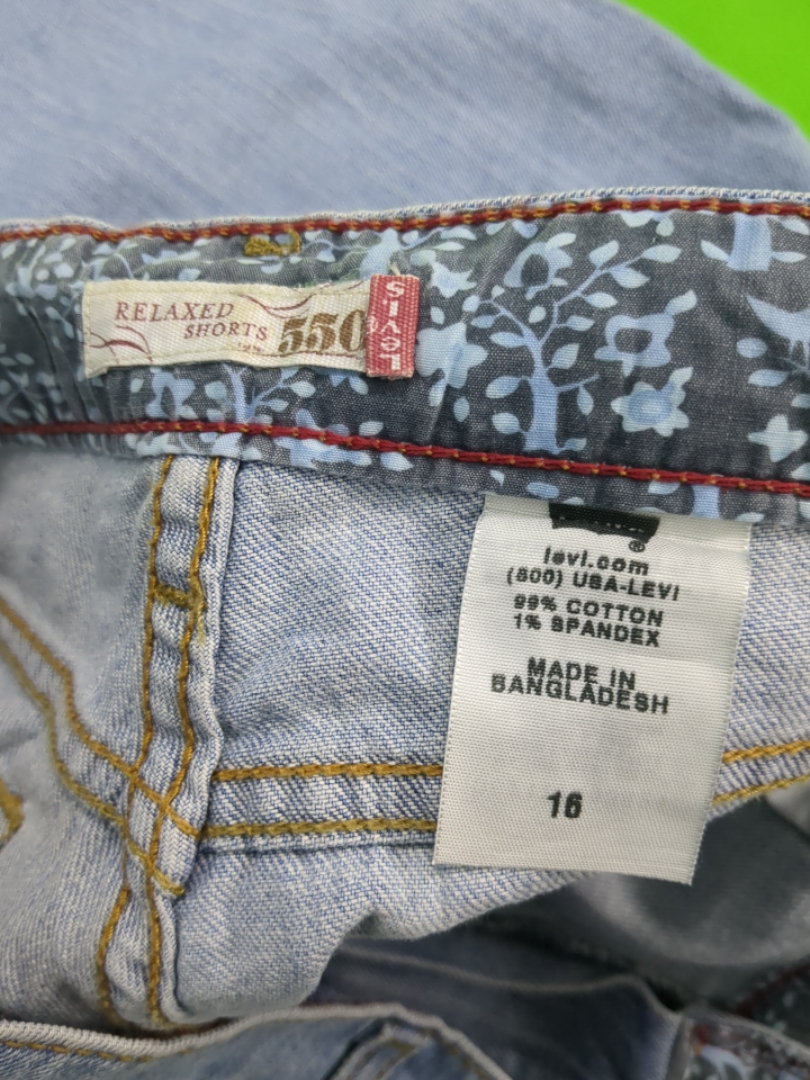 RELAXED
SHORTS
550
Levi's
®
levi.com
(800) USA-LEVI
99% COTTON
1% SPANDEX
MADE IN
BANGLADESH
16